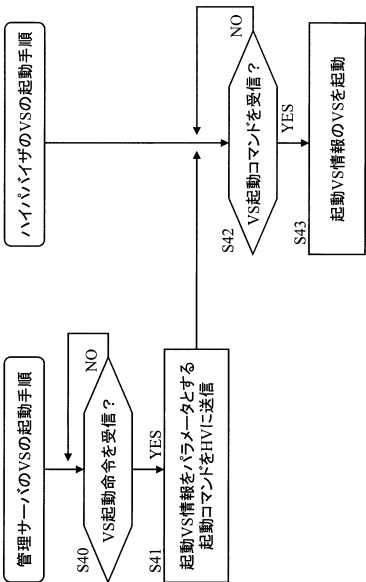 管理サーバのVSの起動手順
S40
VS起動命令を受信?
NO
YES
S41
起動VS情報をパラメータとする
起動コマンドをHVに送信
ハイパバイザのVSの起動手順
S42
VS起動コマンドを受信?
NO
YES
S43
起動VS情報のVSを起動